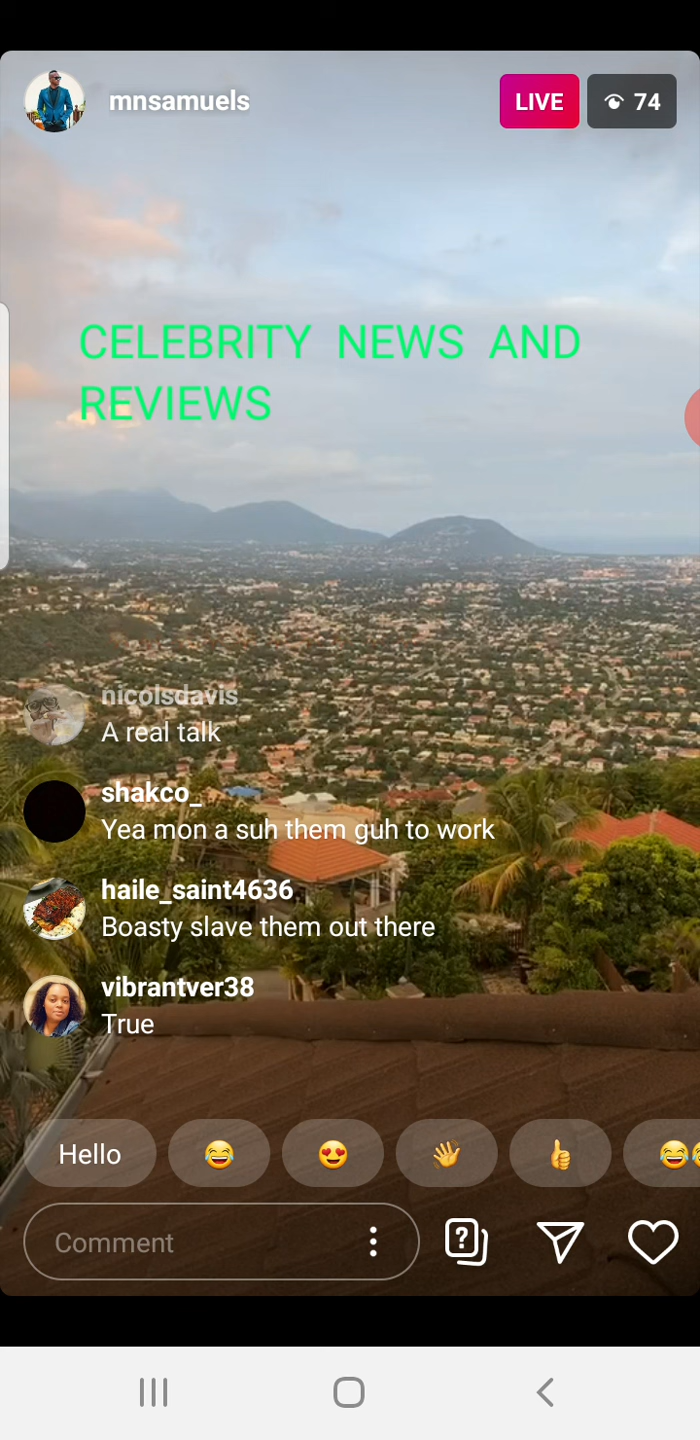 mnsamuels
LIVE
74
CELEBRITY NEWS AND
REVIEWS
nicolsdavis
A real talk
shakco_
Yea mon a suh them guh to work
haile_saint4636
Boasty slave them out there
vibrantver38
True
Hello
Comment
?